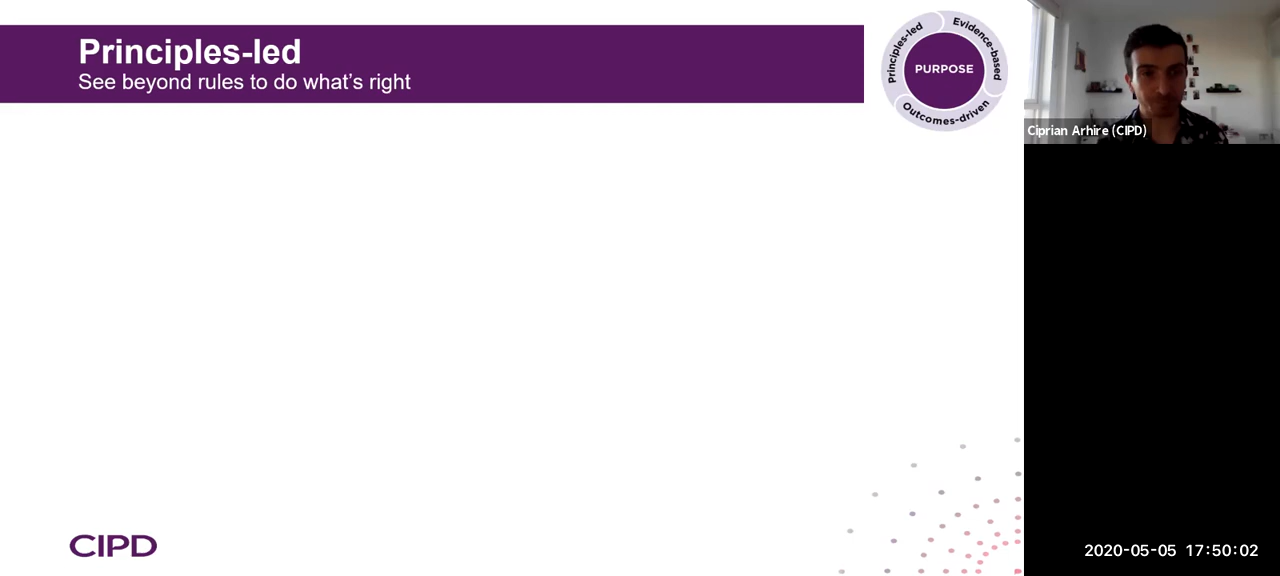 Principles-led
See beyond rules to do what's right
Principles-led
Evidence-based
PURPOSE
Outcomes-driven
Ciprian Arhire (CIPD)
CIPD
2020-05-05 17:50:02